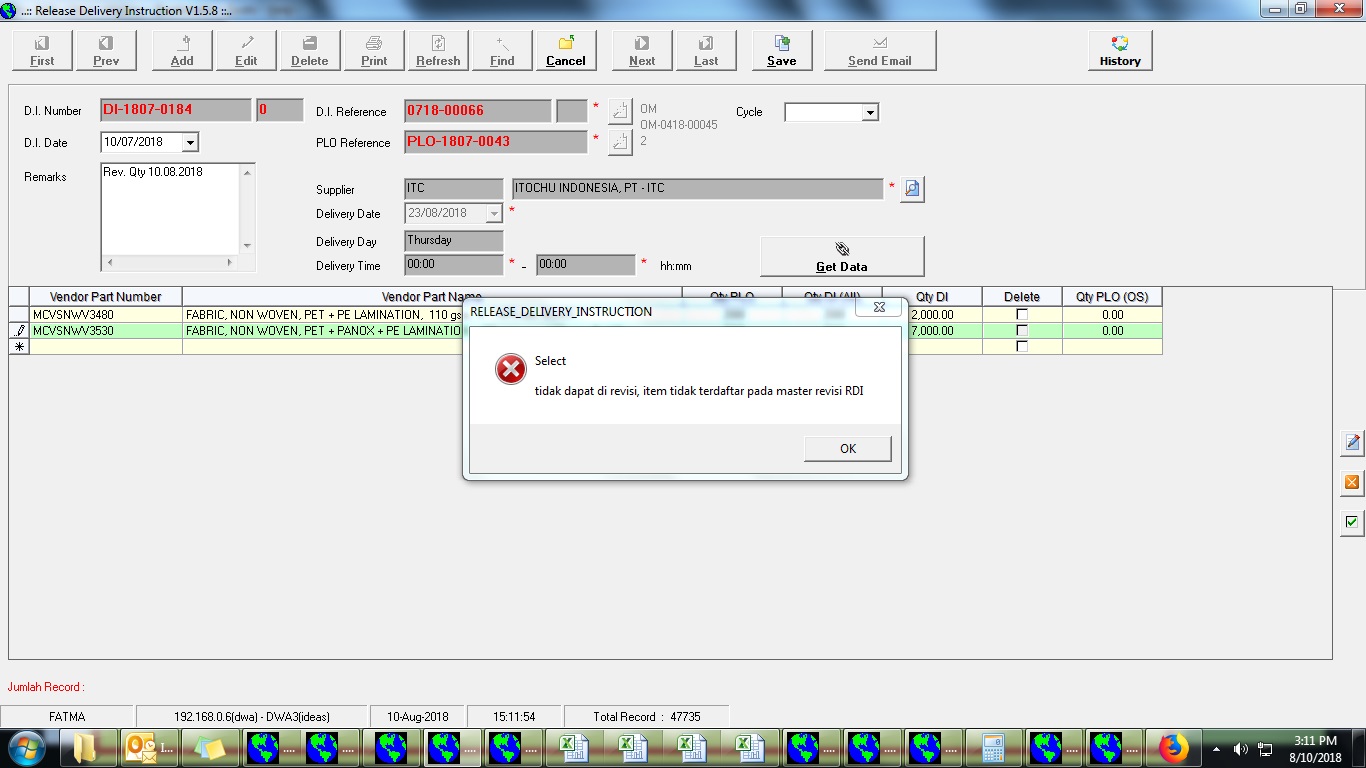 ..:: Release Delivery Instruction V1.5.8 ::..
First Prev Add Edit Delete Print Refresh Find Cancel Next Last Save Send Email History
D.I. Number DI-1807-0184 0 D.I. Reference 0718-00066 * OM Cycle
OM-0418-00045
D.I. Date 10/07/2018 PLO Reference PLO-1807-0043 * 2
Remarks Rev. Qty 10.08.2018
Supplier ITC ITOCHU INDONESIA, PT - ITC *
Delivery Date 23/08/2018 *
Delivery Day Thursday
Delivery Time 00:00 * - 00:00 * hh:mm
Get Data
Vendor Part Number Vendor Part Name Qty PLO Qty DI (All) Qty DI Delete Qty PLO (OS)
MCVSNWV3480 FABRIC, NON WOVEN, PET + PE LAMINATION, 110 gs 2,000.00 0.00
MCVSNWV3530 FABRIC, NON WOVEN, PET + PANOX + PE LAMINATIO 7,000.00 0.00
RELEASE_DELIVERY_INSTRUCTION
Select
tidak dapat di revisi, item tidak terdaftar pada master revisi RDI
OK
Jumlah Record :
FATMA 192.168.0.6(dwa) - DWA3(ideas) 10-Aug-2018 15:11:54 Total Record : 47735
I... .... .... .... .... .... .... .... .... .... ....
3:11 PM
8/10/2018